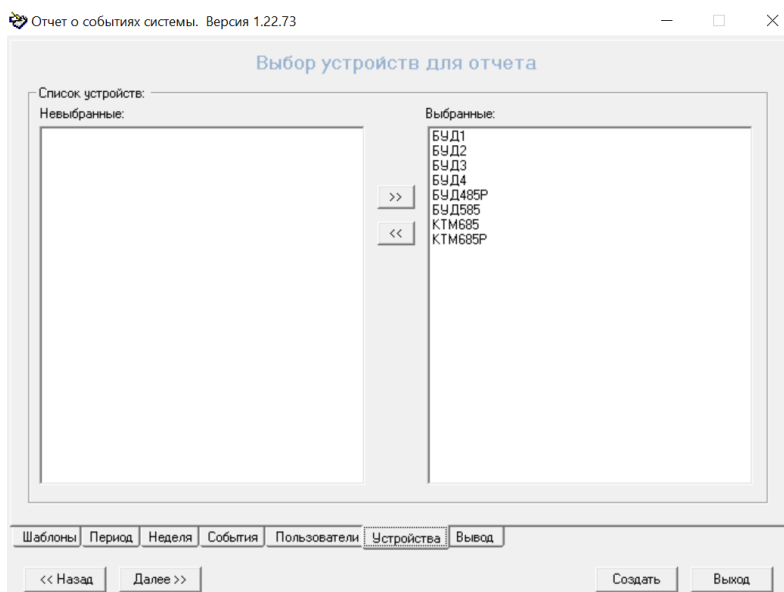 Отчет о событиях системы. Версия 1.22.73
Выбор устройств для отчета
Список устройств:
Невыбранные:
Выбранные:
БУД1
БУД2
БУД3
БУД4
БУД485Р
БУД585
КТМ685
КТМ685Р
>>
<<
Шаблоны Период Неделя События Пользователи Устройства Вывод
<< Назад Далее >> Создать Выход